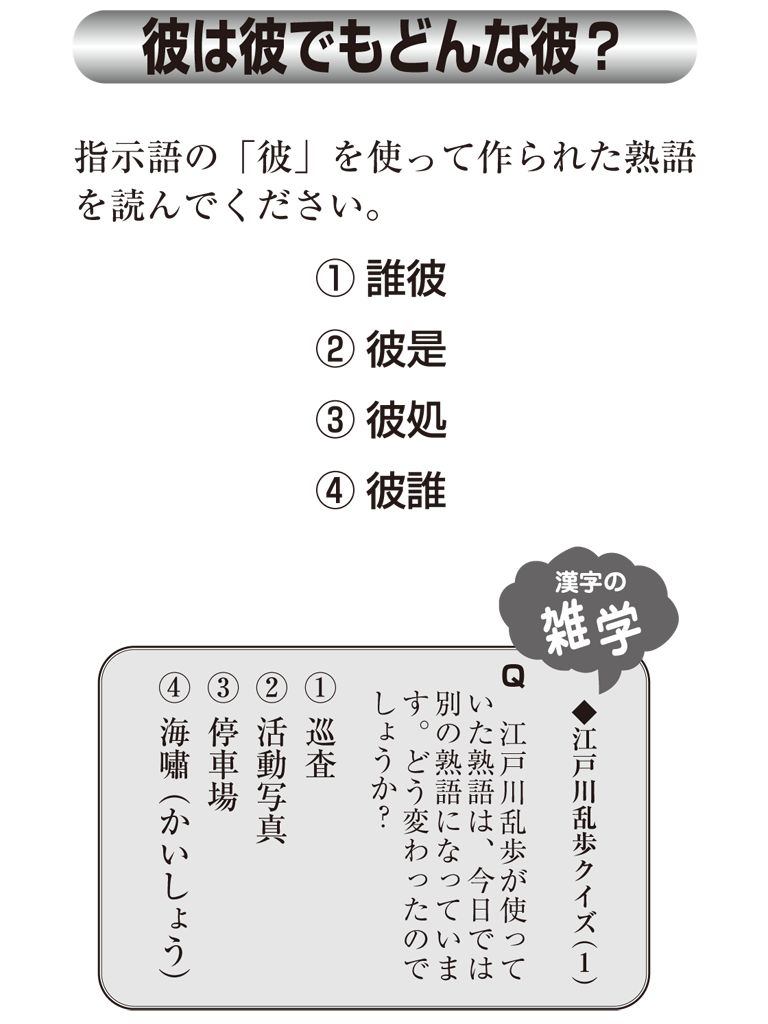 彼は彼でもどんな彼？
指示語の「彼」を使って作られた熟語
を読んでください。
① 誰彼
② 彼是
③ 彼処
④ 彼誰
漢字の
雑学
◆江戸川乱歩クイズ(1)
Q 江戸川乱歩が使って
いた熟語は、今日では
別の熟語になっていま
す。どう変わったので
しょうか？
① 巡査
② 活動写真
③ 停車場
④ 海嘯(かいしょう)